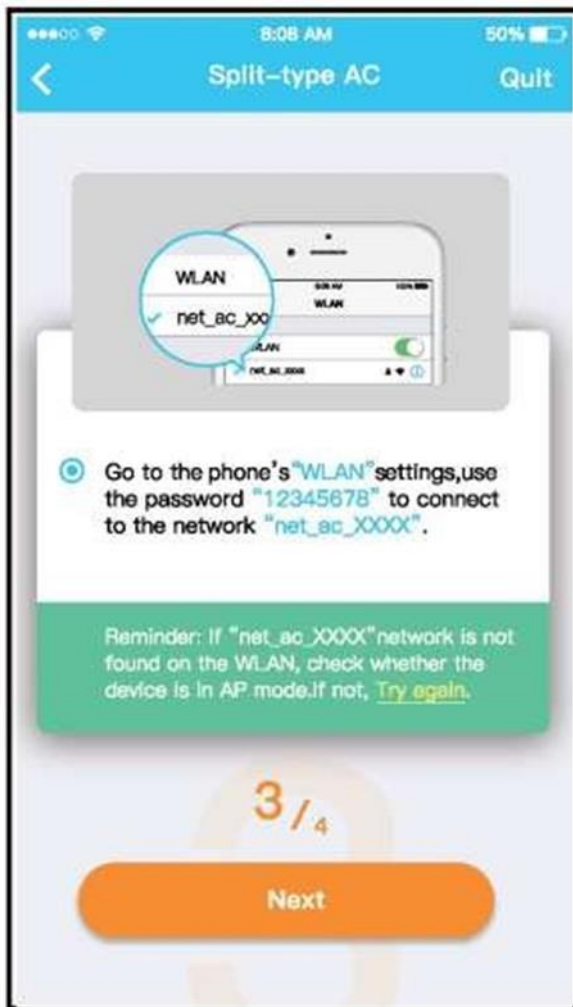 8:08 AM
50%
Split-type AC
Quit
WLAN
net_ac_xxx
WLAN
WLAN
net_ac_xxxx
Go to the phone's"WLAN"settings,use
the password "12345678" to connect
to the network "net_ac_XXXX".
Reminder: If "net_ac_XXXX"network is not
found on the WLAN, check whether the
device is in AP mode.If not, Try again.
3/4
Next